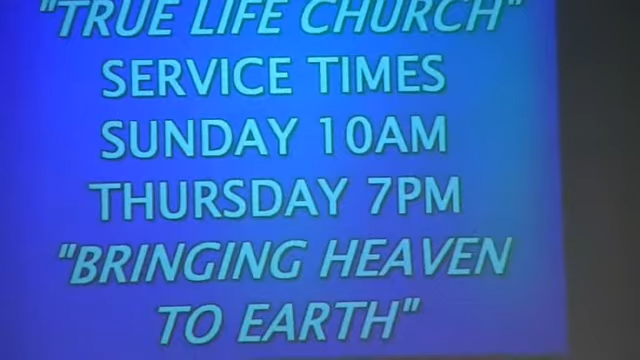 "TRUE LIFE CHURCH"
SERVICE TIMES
SUNDAY 10AM
THURSDAY 7PM
"BRINGING HEAVEN
TO EARTH"